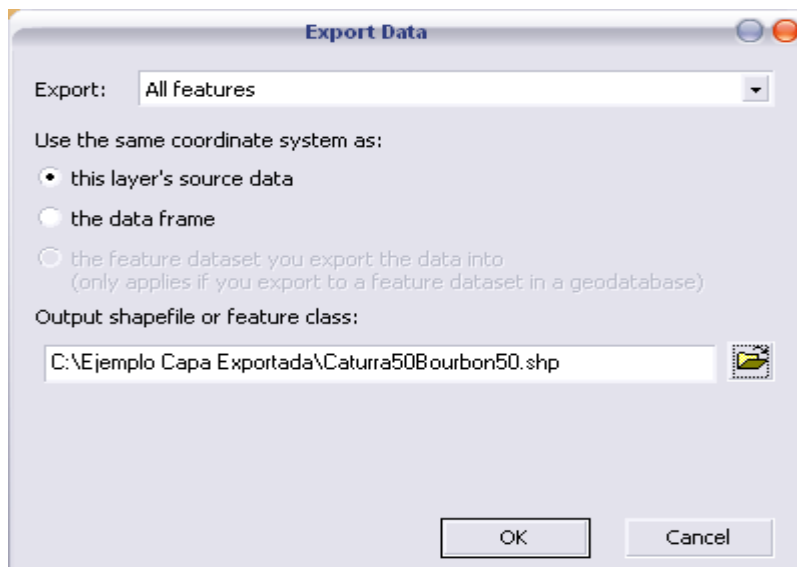 Export Data
Export: All features
Use the same coordinate system as:
this layer's source data
the data frame
the feature dataset you export the data into
(only applies if you export to a feature dataset in a geodatabase)
Output shapefile or feature class:
C:\Ejemplo Capa Exportada\Caturra50Bourbon50.shp
OK Cancel